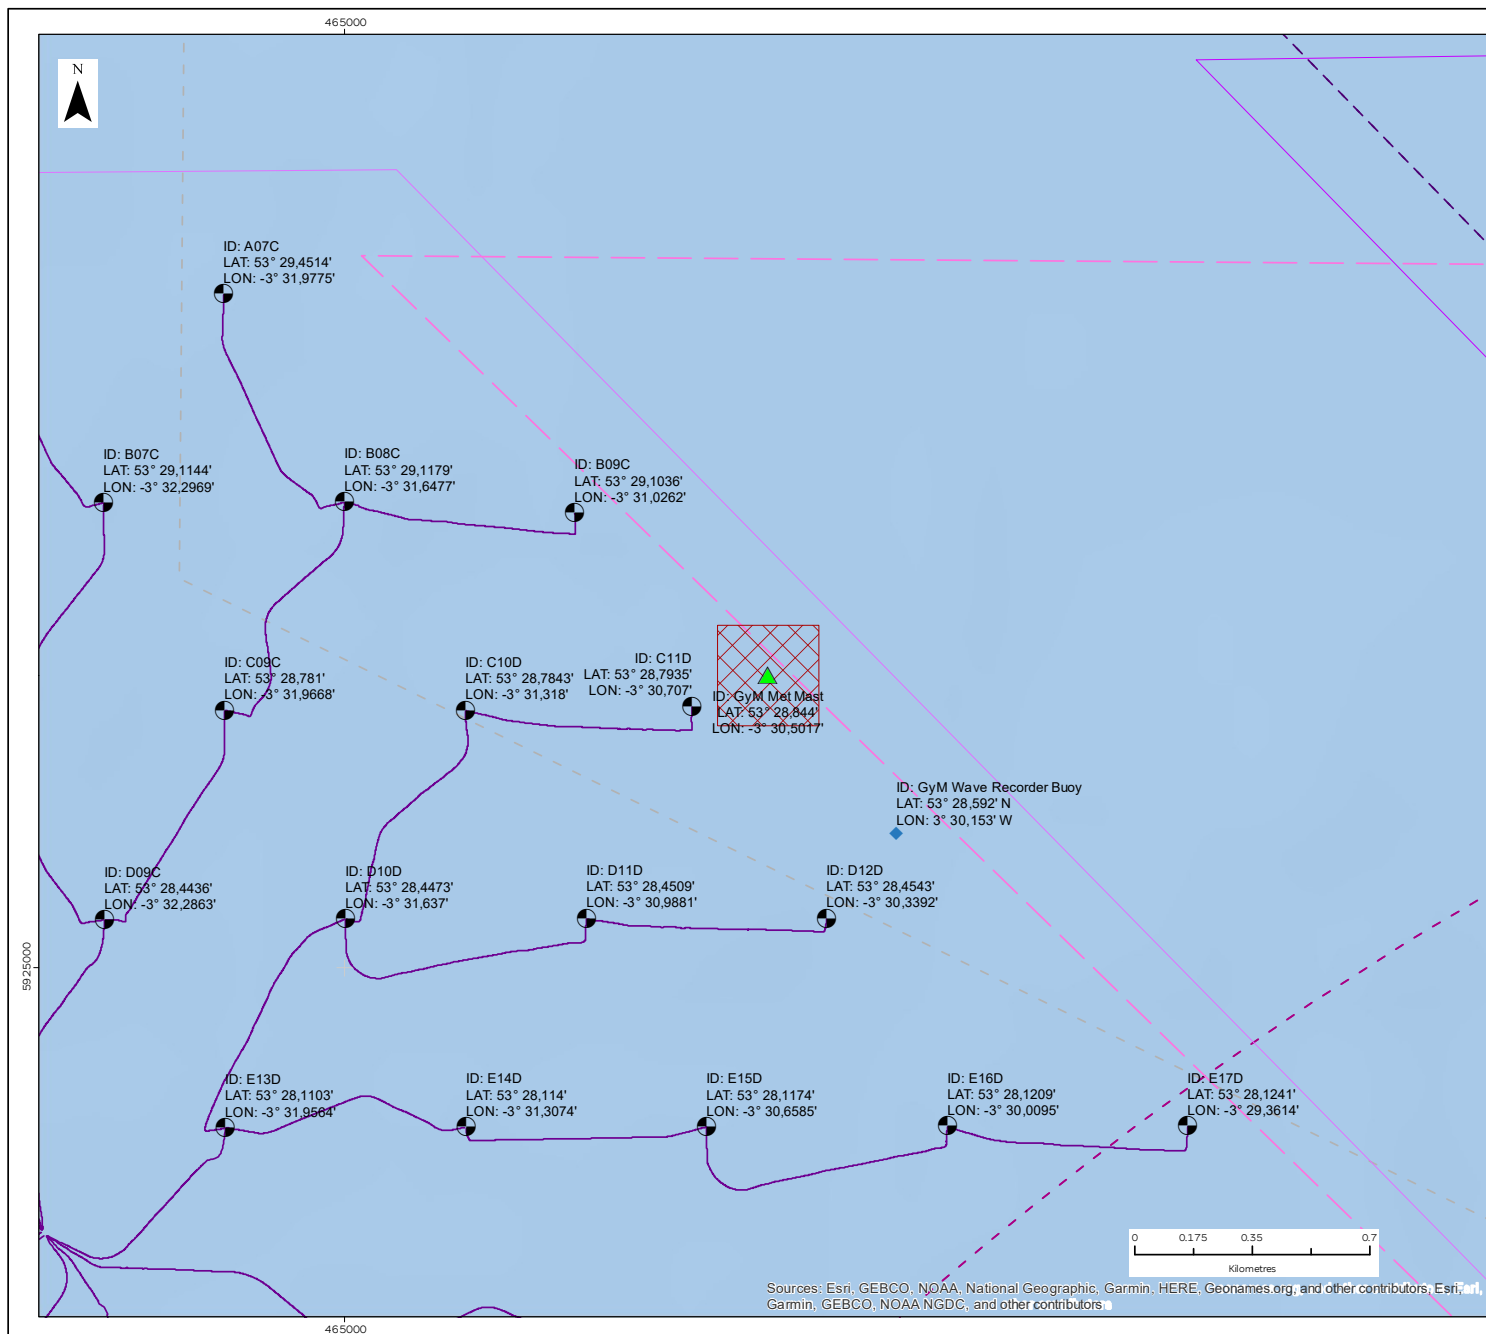 465000
N
ID: A07C
LAT: 53° 29,4514'
LON: -3° 31,9775'
ID: B07C
LAT: 53° 29,1144'
LON: -3° 32,2969'
ID: B08C
LAT: 53° 29,1179'
LON: -3° 31,6477'
ID: B09C
LAT: 53° 29,1036'
LON: -3° 31,0262'
ID: C09C
LAT: 53° 28,781'
LON: -3° 31,9668'
ID: C10D
LAT: 53° 28,7843'
LON: -3° 31,318'
ID: C11D
LAT: 53° 28,7935'
LON: -3° 30,707'
ID: GyM Met Mast
LAT: 53° 28,844'
LON: -3° 30,5017'
ID: GyM Wave Recorder Buoy
LAT: 53° 28,592' N
LON: 3° 30,153' W
ID: D09C
LAT: 53° 28,4436'
LON: -3° 32,2863'
ID: D10D
LAT: 53° 28,4473'
LON: -3° 31,637'
ID: D11D
LAT: 53° 28,4509'
LON: -3° 30,9881'
ID: D12D
LAT: 53° 28,4543'
LON: -3° 30,3392'
5925000
ID: E13D
LAT: 53° 28,1103'
LON: -3° 31,9564'
ID: E14D
LAT: 53° 28,114'
LON: -3° 31,3074'
ID: E15D
LAT: 53° 28,1174'
LON: -3° 30,6585'
ID: E16D
LAT: 53° 28,1209'
LON: -3° 30,0095'
ID: E17D
LAT: 53° 28,1241'
LON: -3° 29,3614'
0 0.175 0.35 0.7
Kilometres
Sources: Esri, GEBCO, NOAA, National Geographic, Garmin, HERE, Geonames.org, and other contributors, Esri,
Garmin, GEBCO, NOAA NGDC, and other contributors
465000